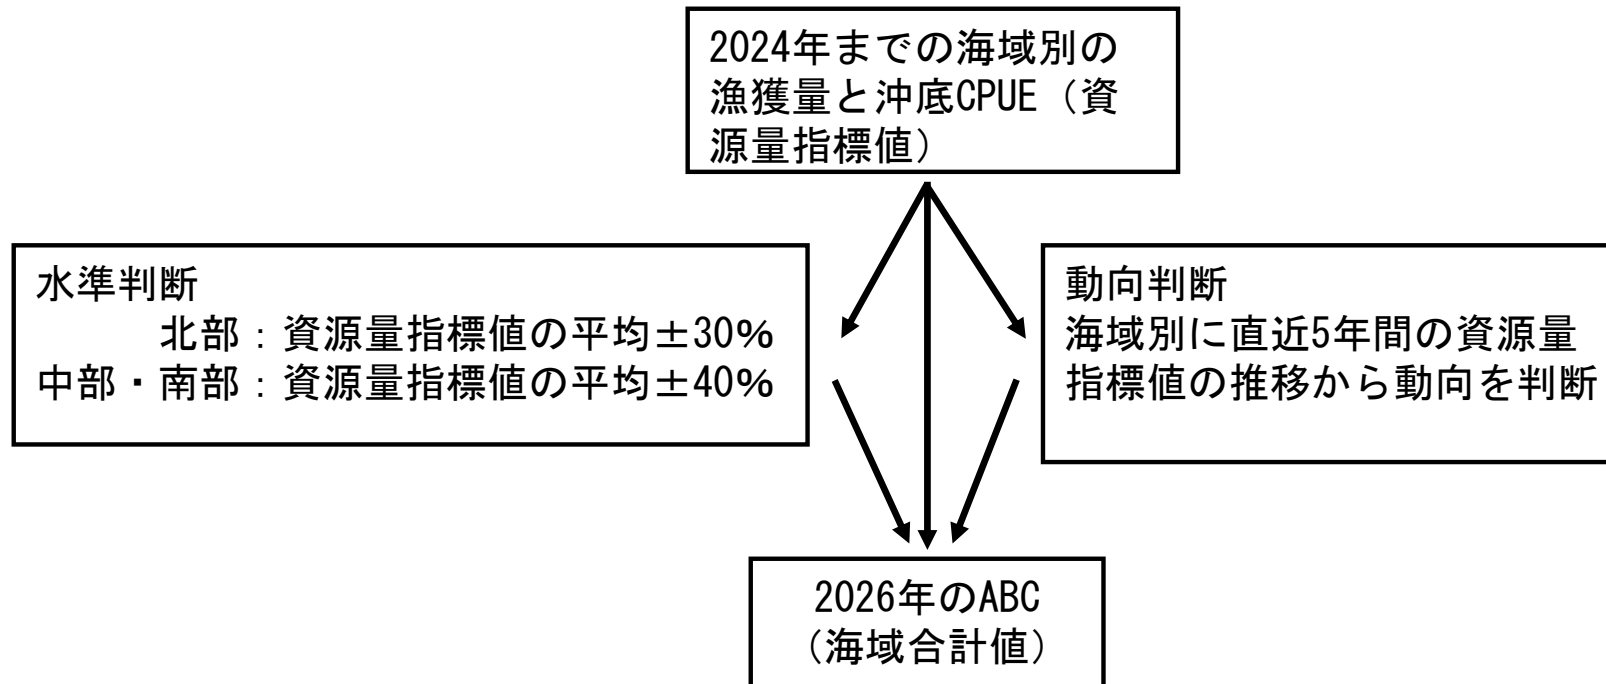 2024年までの海域別の
漁獲量と沖底CPUE（資
源量指標値）
水準判断
北部：資源量指標値の平均±30%
中部・南部：資源量指標値の平均±40%
動向判断
海域別に直近5年間の資源量
指標値の推移から動向を判断
2026年のABC
（海域合計値）